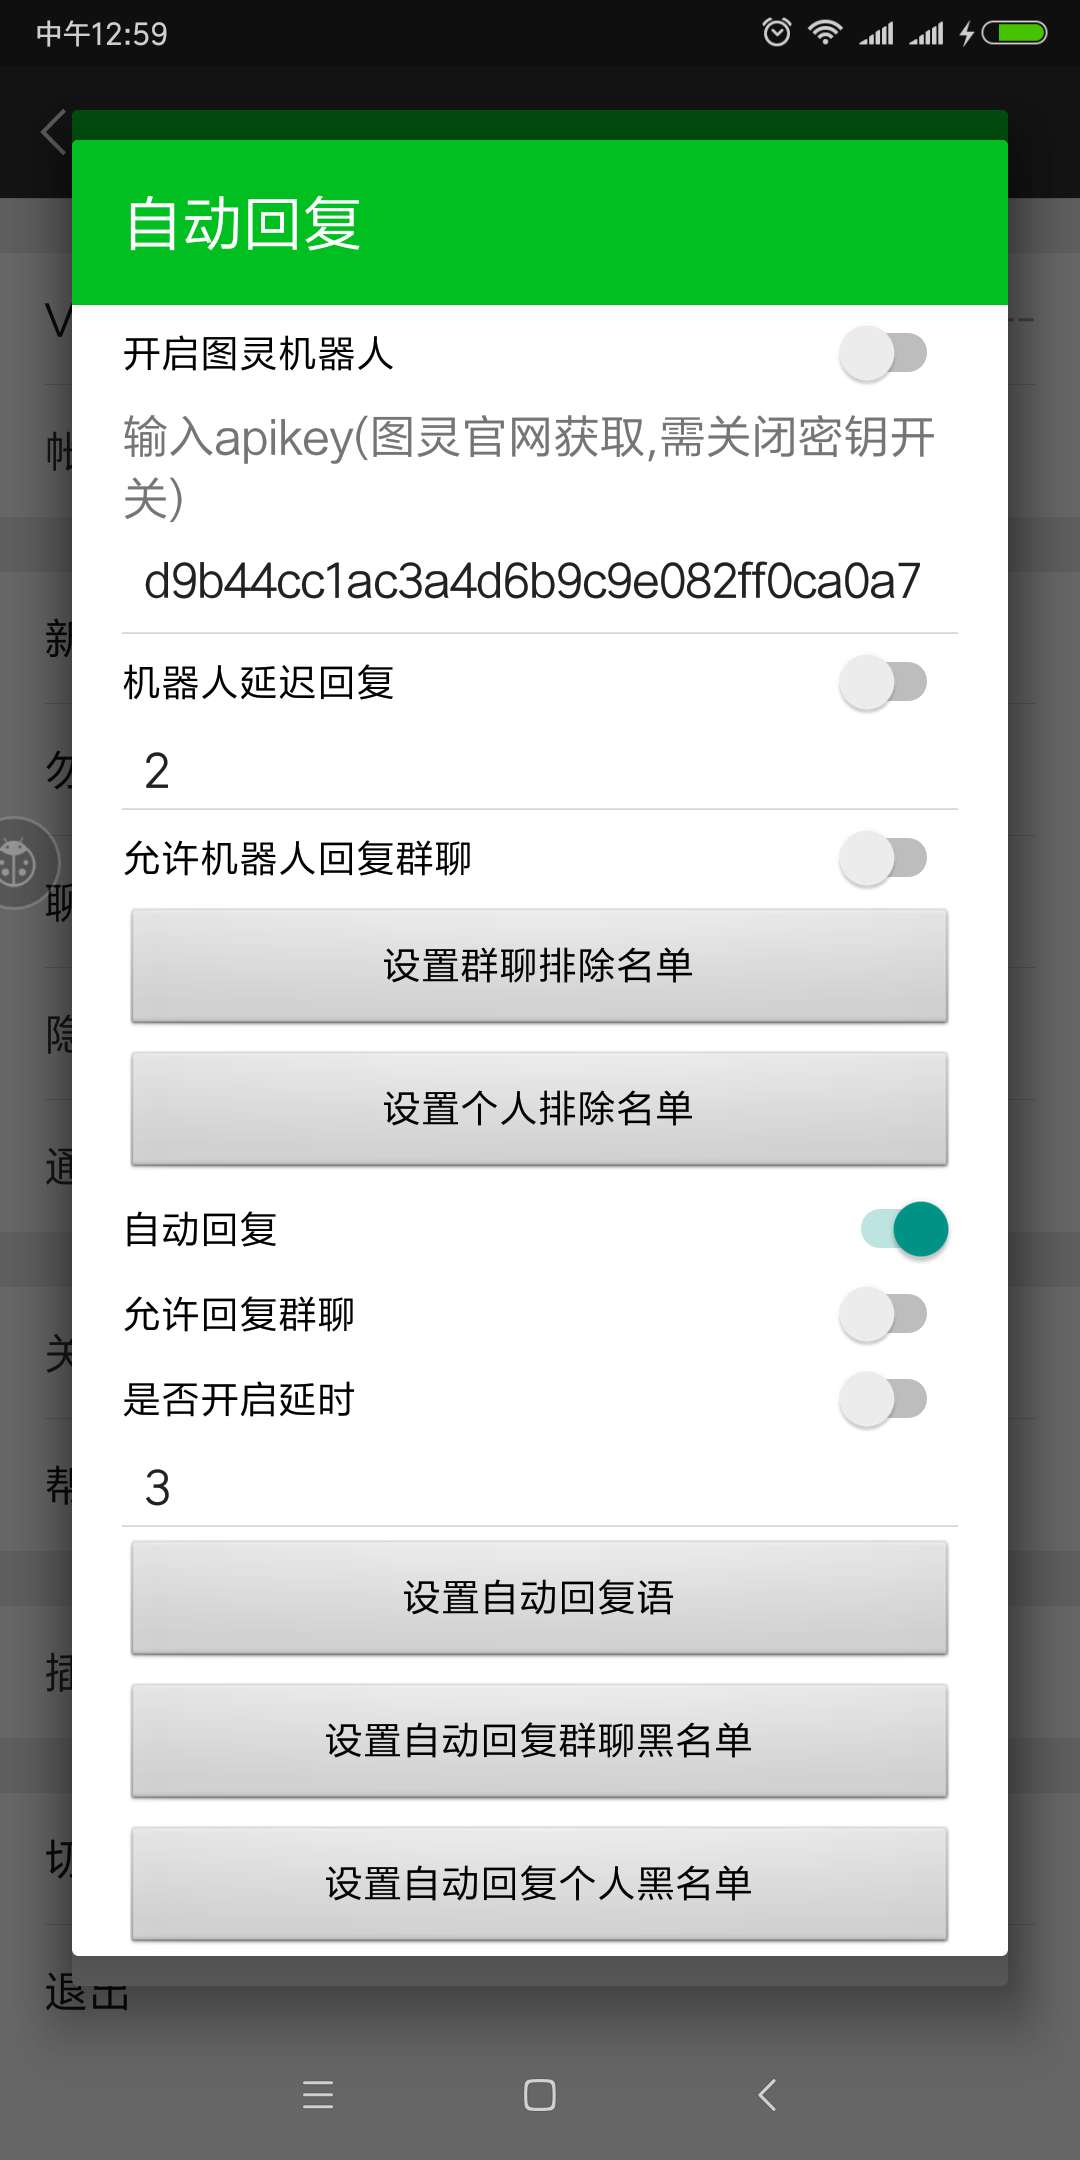 中午12:59
自动回复
开启图灵机器人
输入apikey(图灵官网获取,需关闭密钥开
关)
d9b44cc1ac3a4d6b9c9e082ff0ca0a7
机器人延迟回复
2
允许机器人回复群聊
设置群聊排除名单
设置个人排除名单
自动回复
允许回复群聊
是否开启延时
3
设置自动回复语
设置自动回复群聊黑名单
设置自动回复个人黑名单
退出